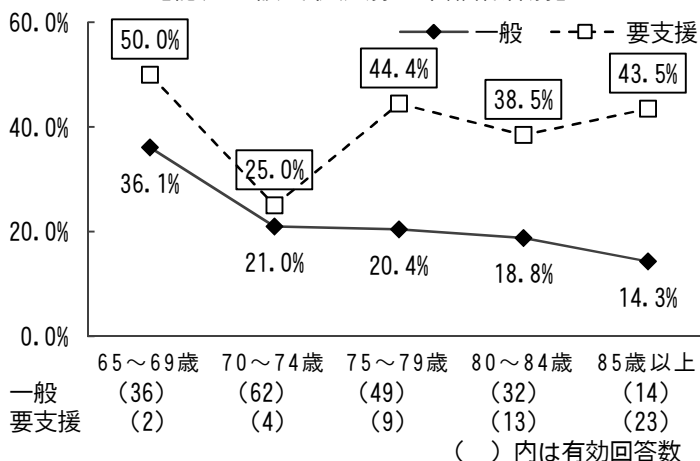 60.0%
40.0%
20.0%
0.0%
一般 要支援
50.0%
25.0%
44.4%
38.5%
43.5%
36.1%
21.0%
20.4%
18.8%
14.3%
65～69歳 70～74歳 75～79歳 80～84歳 85歳以上
一般 (36) (62) (49) (32) (14)
要支援 (2) (4) (9) (13) (23)
(　)内は有効回答数